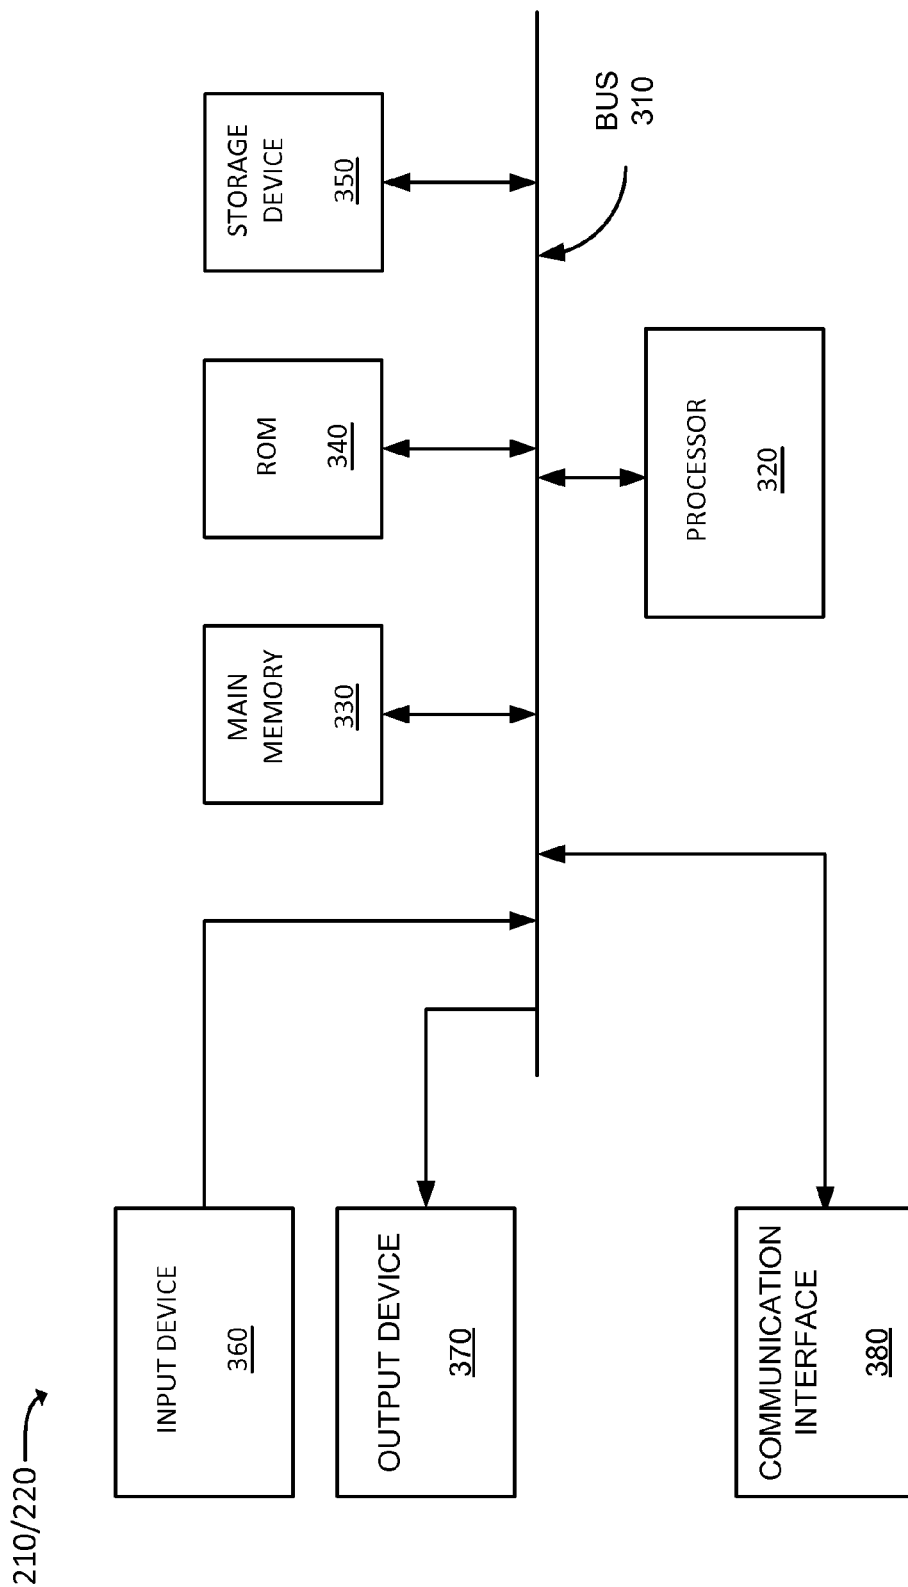 210/220
INPUT DEVICE
360
MAIN
MEMORY
330
ROM
340
STORAGE
DEVICE
350
OUTPUT DEVICE
370
BUS
310
COMMUNICATION
INTERFACE
380
PROCESSOR
320